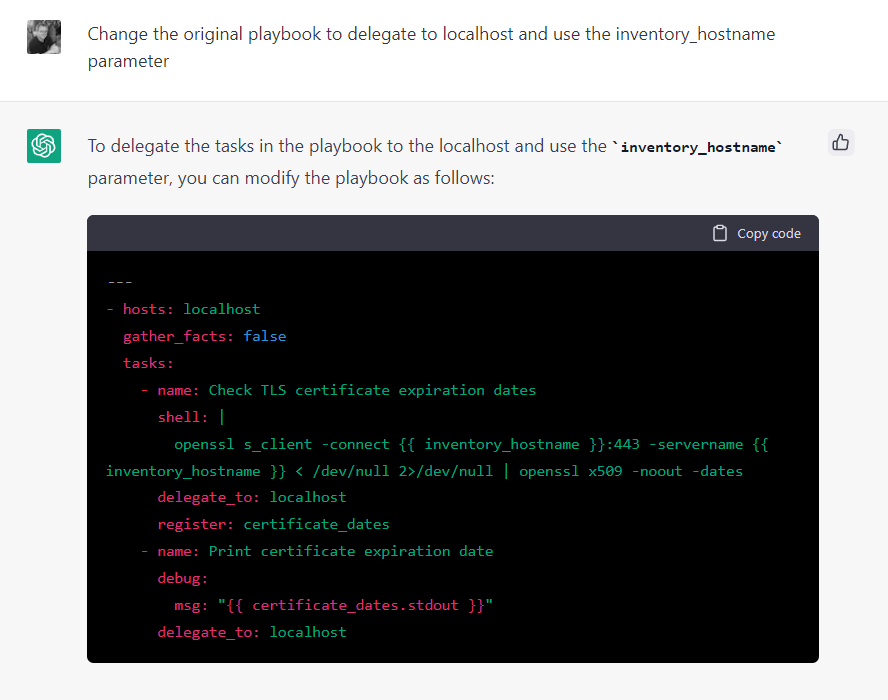 Change the original playbook to delegate to localhost and use the inventory_hostname
parameter
To delegate the tasks in the playbook to the localhost and use the `inventory_hostname`
parameter, you can modify the playbook as follows:
Copy code
---
- hosts: localhost
  gather_facts: false
  tasks:
    - name: Check TLS certificate expiration dates
      shell: |
        openssl s_client -connect {{ inventory_hostname }}:443 -servername {{
inventory_hostname }} < /dev/null 2>/dev/null | openssl x509 -noout -dates
      delegate_to: localhost
      register: certificate_dates
    - name: Print certificate expiration date
      debug:
        msg: "{{ certificate_dates.stdout }}"
      delegate_to: localhost